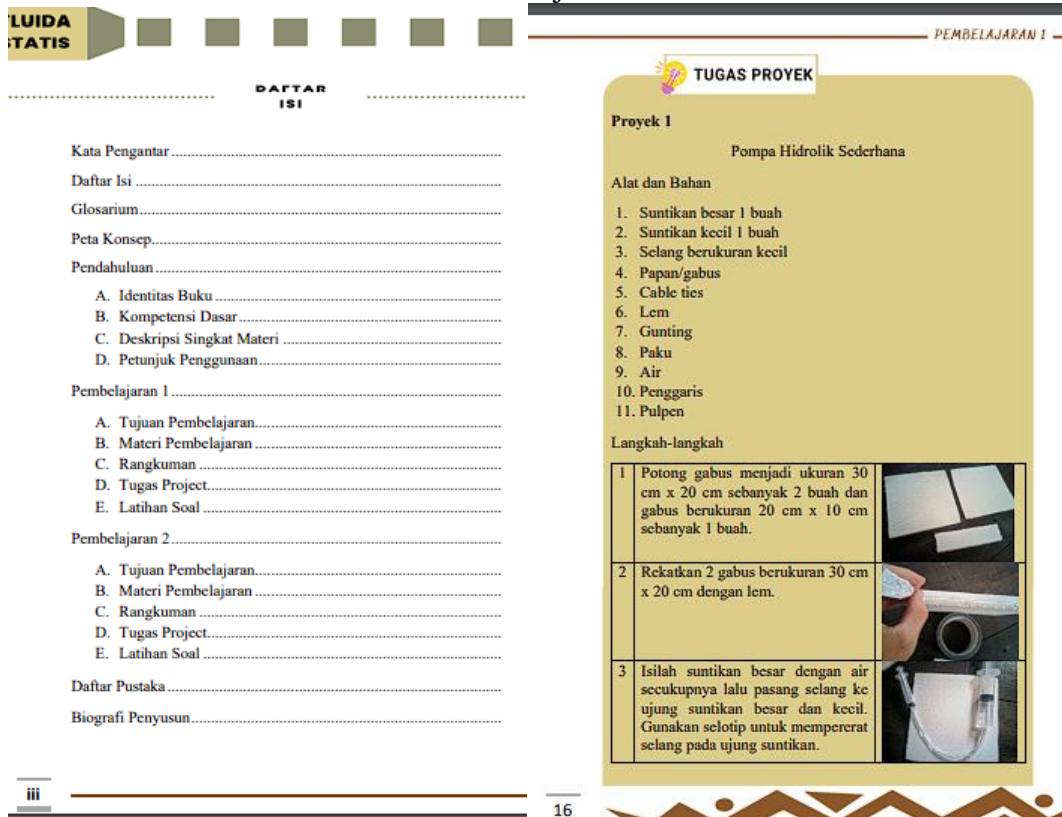 FLUIDA
STATIS
DAFTAR
ISI
Kata Pengantar
Daftar Isi
Glosarium
Peta Konsep
Pendahuluan
A. Identitas Buku
B. Kompetensi Dasar
C. Deskripsi Singkat Materi
D. Petunjuk Penggunaan
Pembelajaran 1
A. Tujuan Pembelajaran
B. Materi Pembelajaran
C. Rangkuman
D. Tugas Project
E. Latihan Soal
Pembelajaran 2
A. Tujuan Pembelajaran
B. Materi Pembelajaran
C. Rangkuman
D. Tugas Project
E. Latihan Soal
Daftar Pustaka
Biografi Penyusun
iii
PEMBELAJARAN 1
TUGAS PROYEK
Proyek 1
Pompa Hidrolik Sederhana
Alat dan Bahan
1. Suntikan besar 1 buah
2. Suntikan kecil 1 buah
3. Selang berukuran kecil
4. Papan/gabus
5. Cable ties
6. Lem
7. Gunting
8. Paku
9. Air
10. Penggaris
11. Pulpen
Langkah-langkah
1 Potong gabus menjadi ukuran 30
cm x 20 cm sebanyak 2 buah dan
gabus berukuran 20 cm x 10 cm
sebanyak 1 buah.
2 Rekatkan 2 gabus berukuran 30 cm
x 20 cm dengan lem.
3 Isilah suntikan besar dengan air
secukupnya lalu pasang selang ke
ujung suntikan besar dan kecil.
Gunakan selotip untuk mempererat
selang pada ujung suntikan.
16